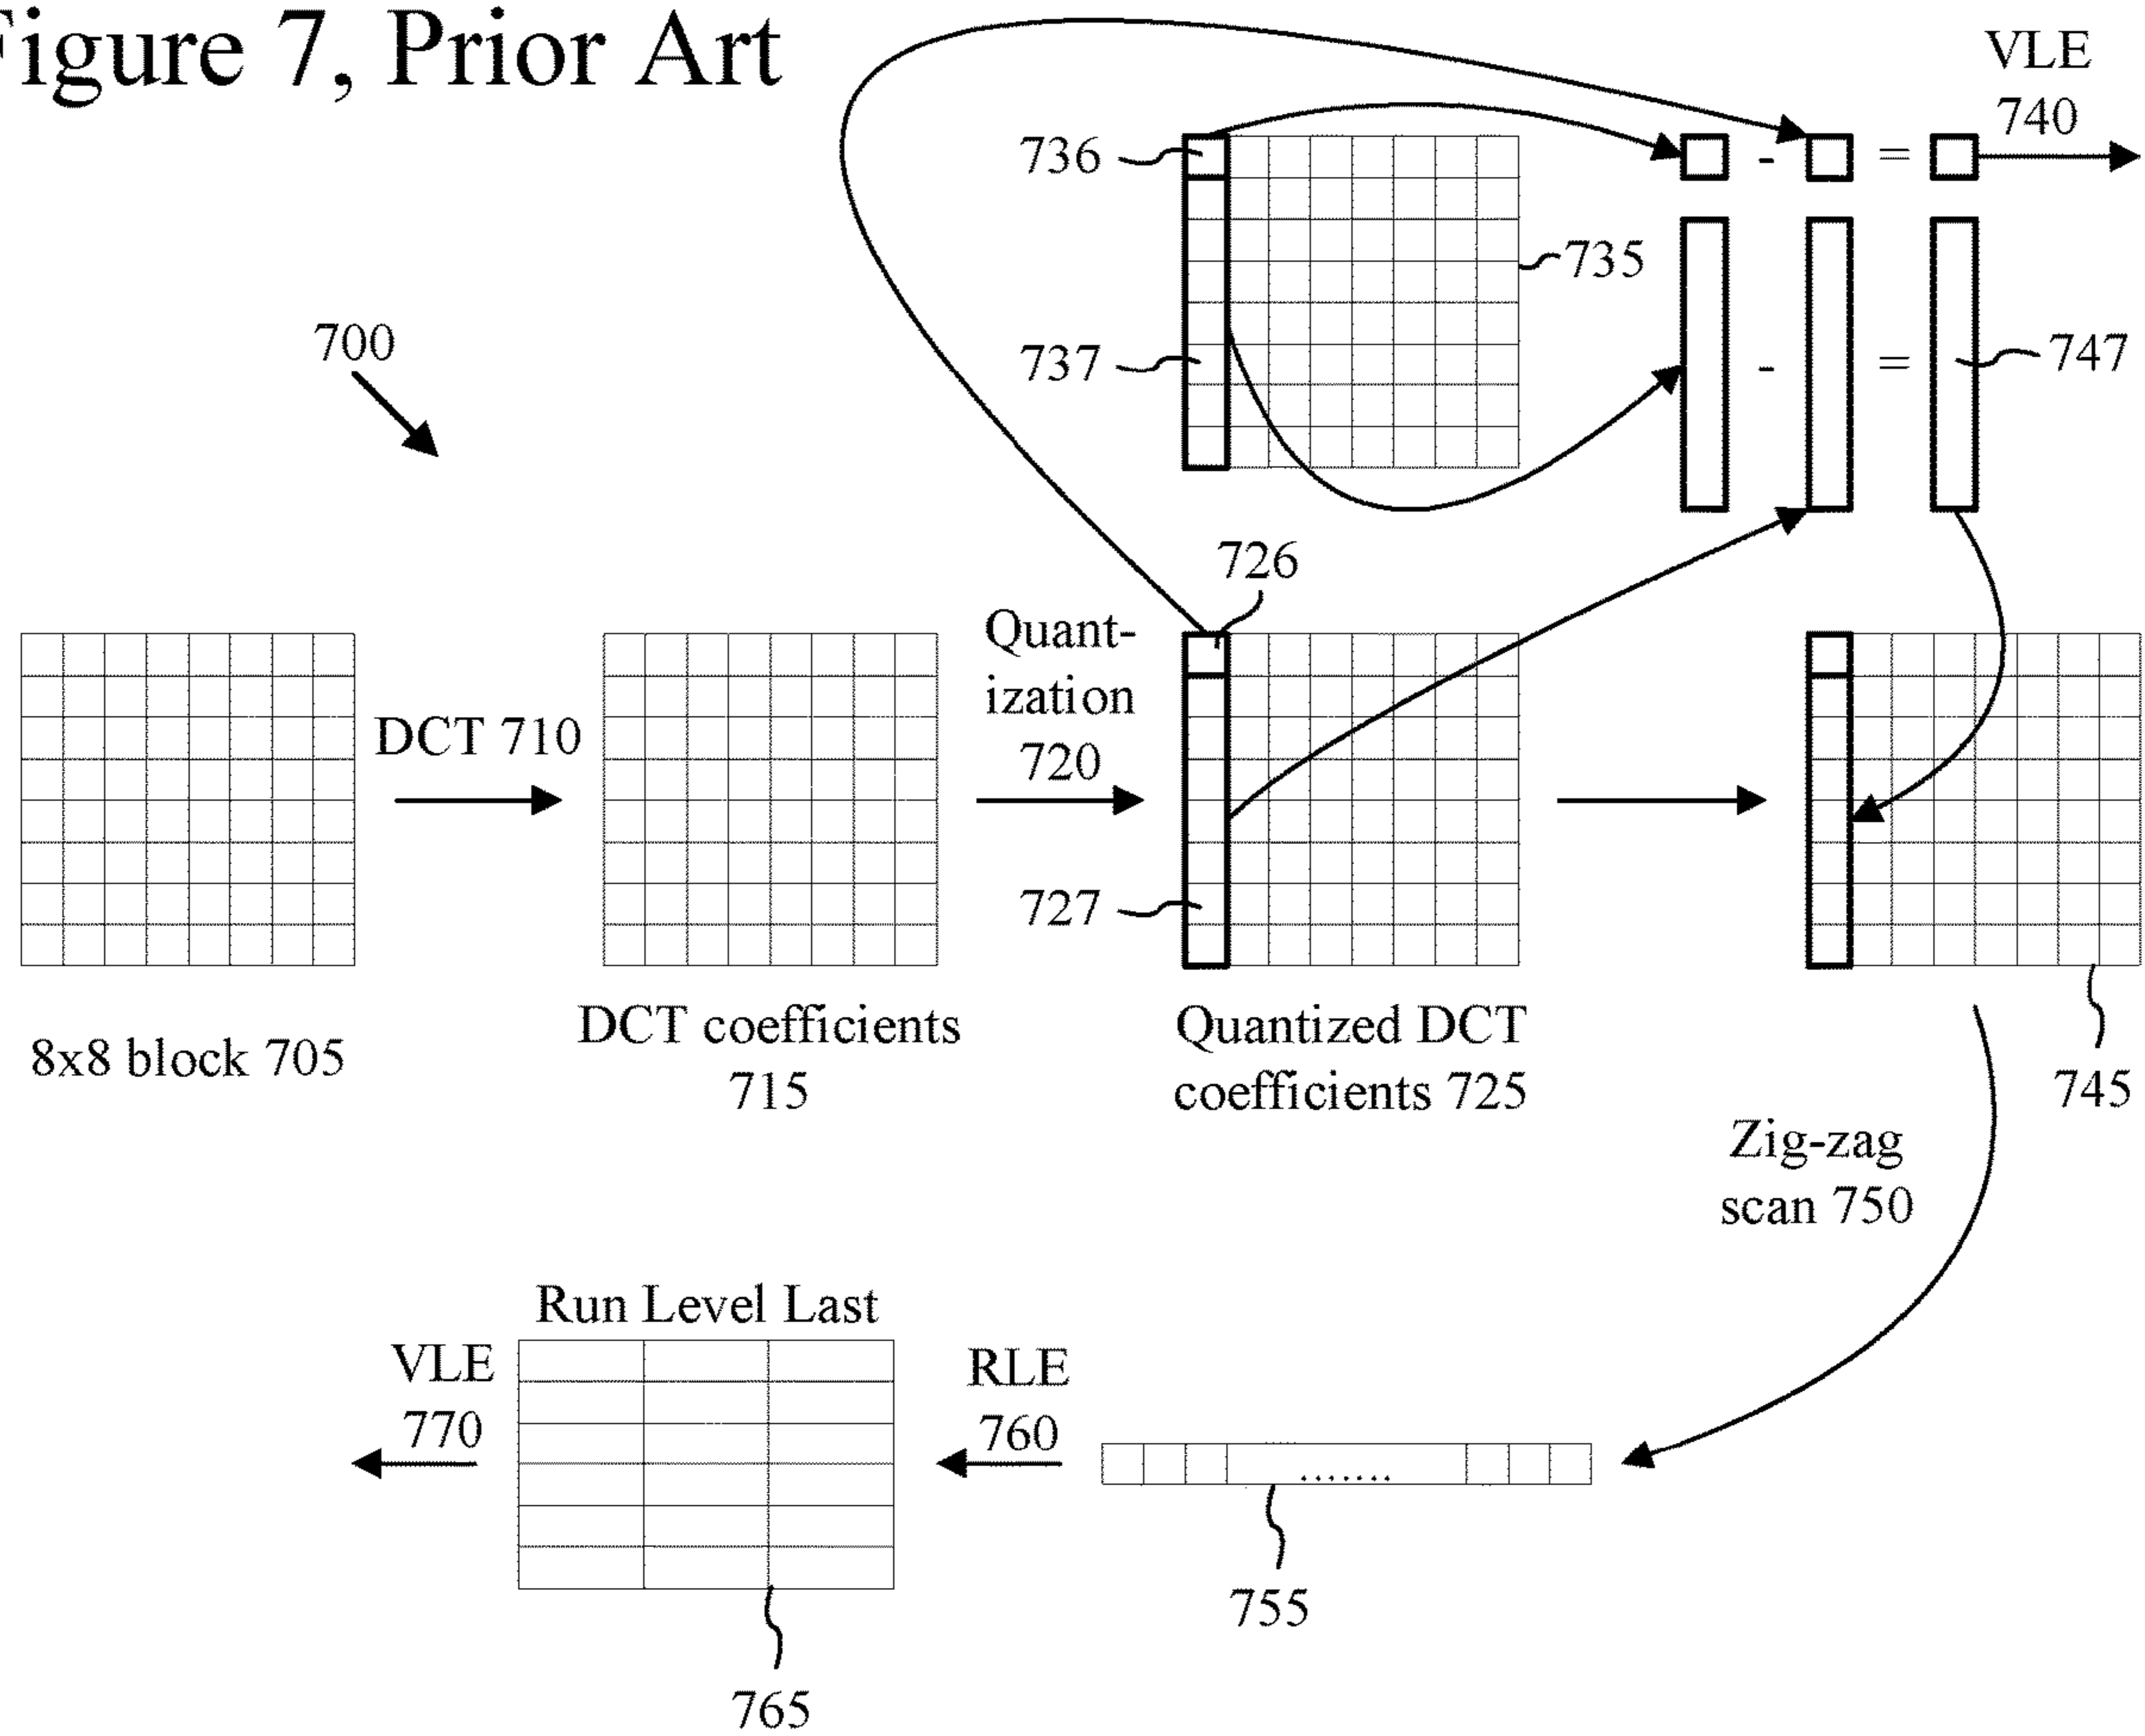 Figure 7, Prior Art
VLE
740
736
735
700
737
747
-
=
-
=
726
Quant-
ization
720
DCT 710
727
8x8 block 705
DCT coefficients
715
Quantized DCT
coefficients 725
745
Zig-zag
scan 750
Run Level Last
VLE
770
RLE
760
.......
755
765